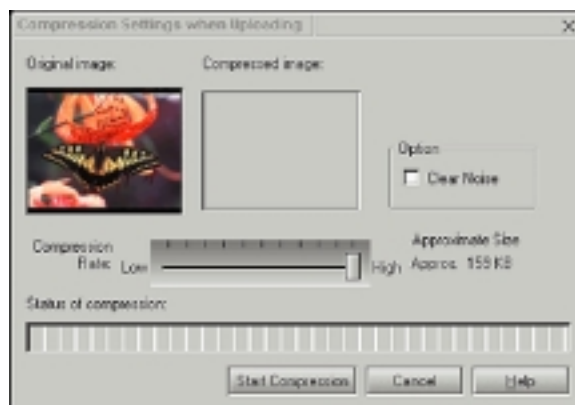 Compression Settings when Uploading
Original image:
Compressed image:
Option
Clear Noise
Compression Rate:
Low
High
Approximate Size
Approx. 159 KB
Status of compression:
Start Compression
Cancel
Help